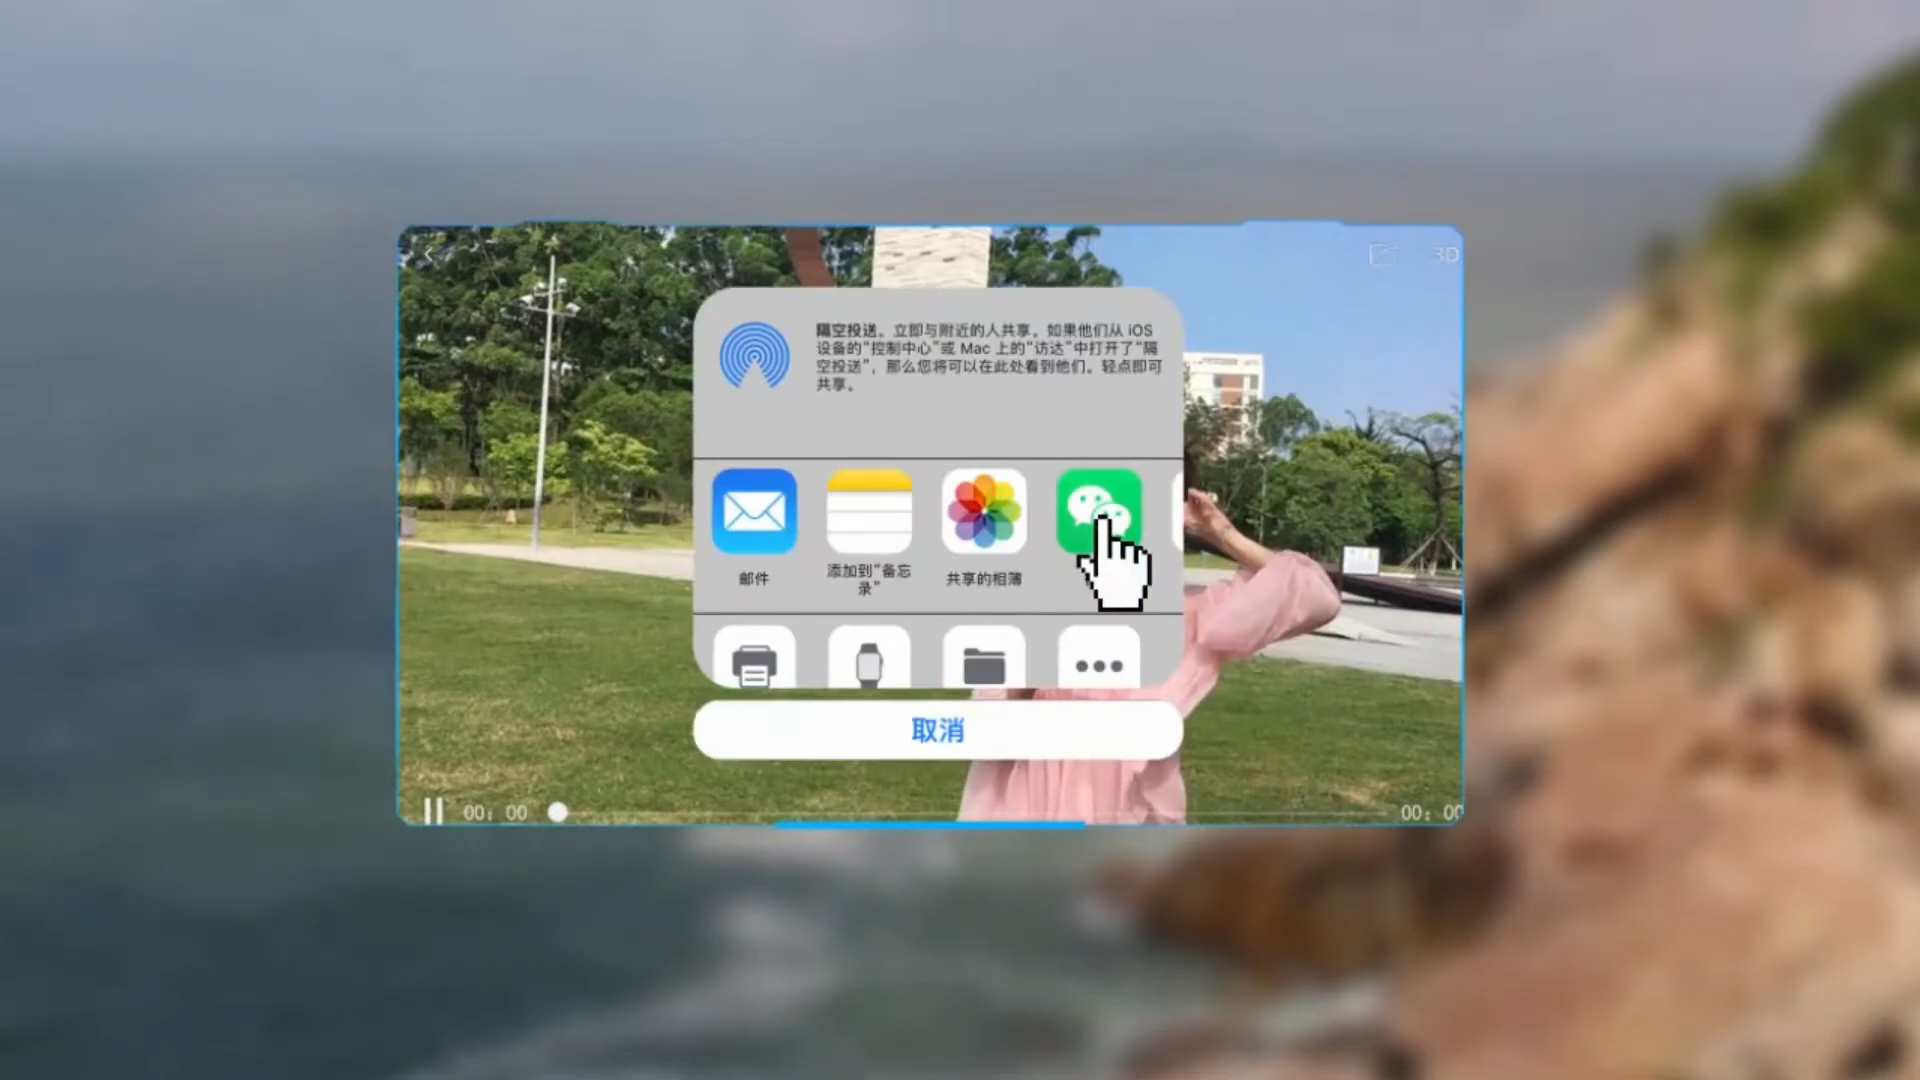 3D
隔空投送。立即与附近的人共享。如果他们从 iOS
设备的“控制中心”或 Mac 上的“访达”中打开了“隔
空投送”，那么您将可以在此处看到他们。轻点即可
共享。
邮件
添加到“备忘
录”
共享的相薄
取消
00: 00
00: 00